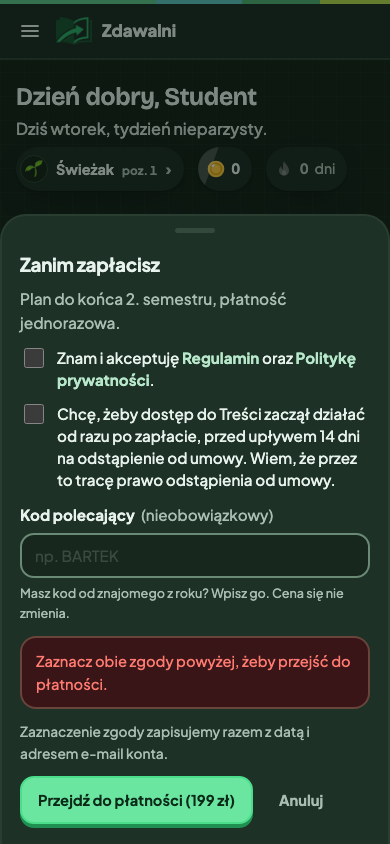 Zdawalni
Dzień dobry, Student
Dziś wtorek, tydzień nieparzysty.
Świeżak poz. 1 › 0 0 dni
Zanim zapłacisz
Plan do końca 2. semestru, płatność
jednorazowa.
Znam i akceptuję Regulamin oraz Politykę
prywatności.
Chcę, żeby dostęp do Treści zaczął działać
od razu po zapłacie, przed upływem 14 dni
na odstąpienie od umowy. Wiem, że przez
to tracę prawo odstąpienia od umowy.
Kod polecający (nieobowiązkowy)
np. BARTEK
Masz kod od znajomego z roku? Wpisz go. Cena się nie
zmienia.
Zaznacz obie zgody powyżej, żeby przejść do
płatności.
Zaznaczenie zgody zapisujemy razem z datą i
adresem e-mail konta.
Przejdź do płatności (199 zł) Anuluj